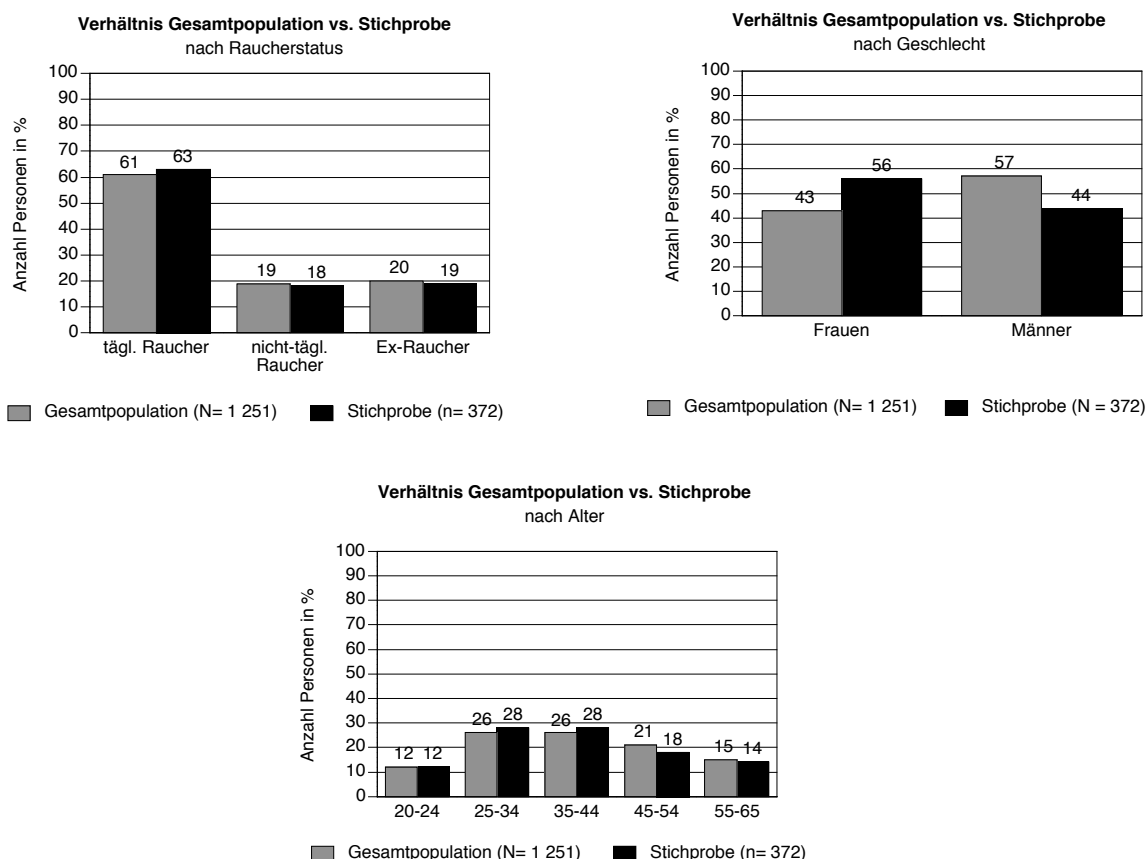 Verhältnis Gesamtpopulation vs. Stichprobe
nach Raucherstatus
Anzahl Personen in %
100
90
80
70
60
50
40
30
20
10
0
61
63
19
18
20
19
tägl. Raucher
nicht-tägl.
Raucher
Ex-Raucher
Gesamtpopulation (N= 1 251)
Stichprobe (n= 372)
Verhältnis Gesamtpopulation vs. Stichprobe
nach Geschlecht
Anzahl Personen in %
100
90
80
70
60
50
40
30
20
10
0
43
56
57
44
Frauen
Männer
Gesamtpopulation (N= 1 251)
Stichprobe (N = 372)
Verhältnis Gesamtpopulation vs. Stichprobe
nach Alter
Anzahl Personen in %
100
90
80
70
60
50
40
30
20
10
0
12
12
26
28
26
28
21
18
15
14
20-24
25-34
35-44
45-54
55-65
Gesamtpopulation (N= 1 251)
Stichprobe (n= 372)